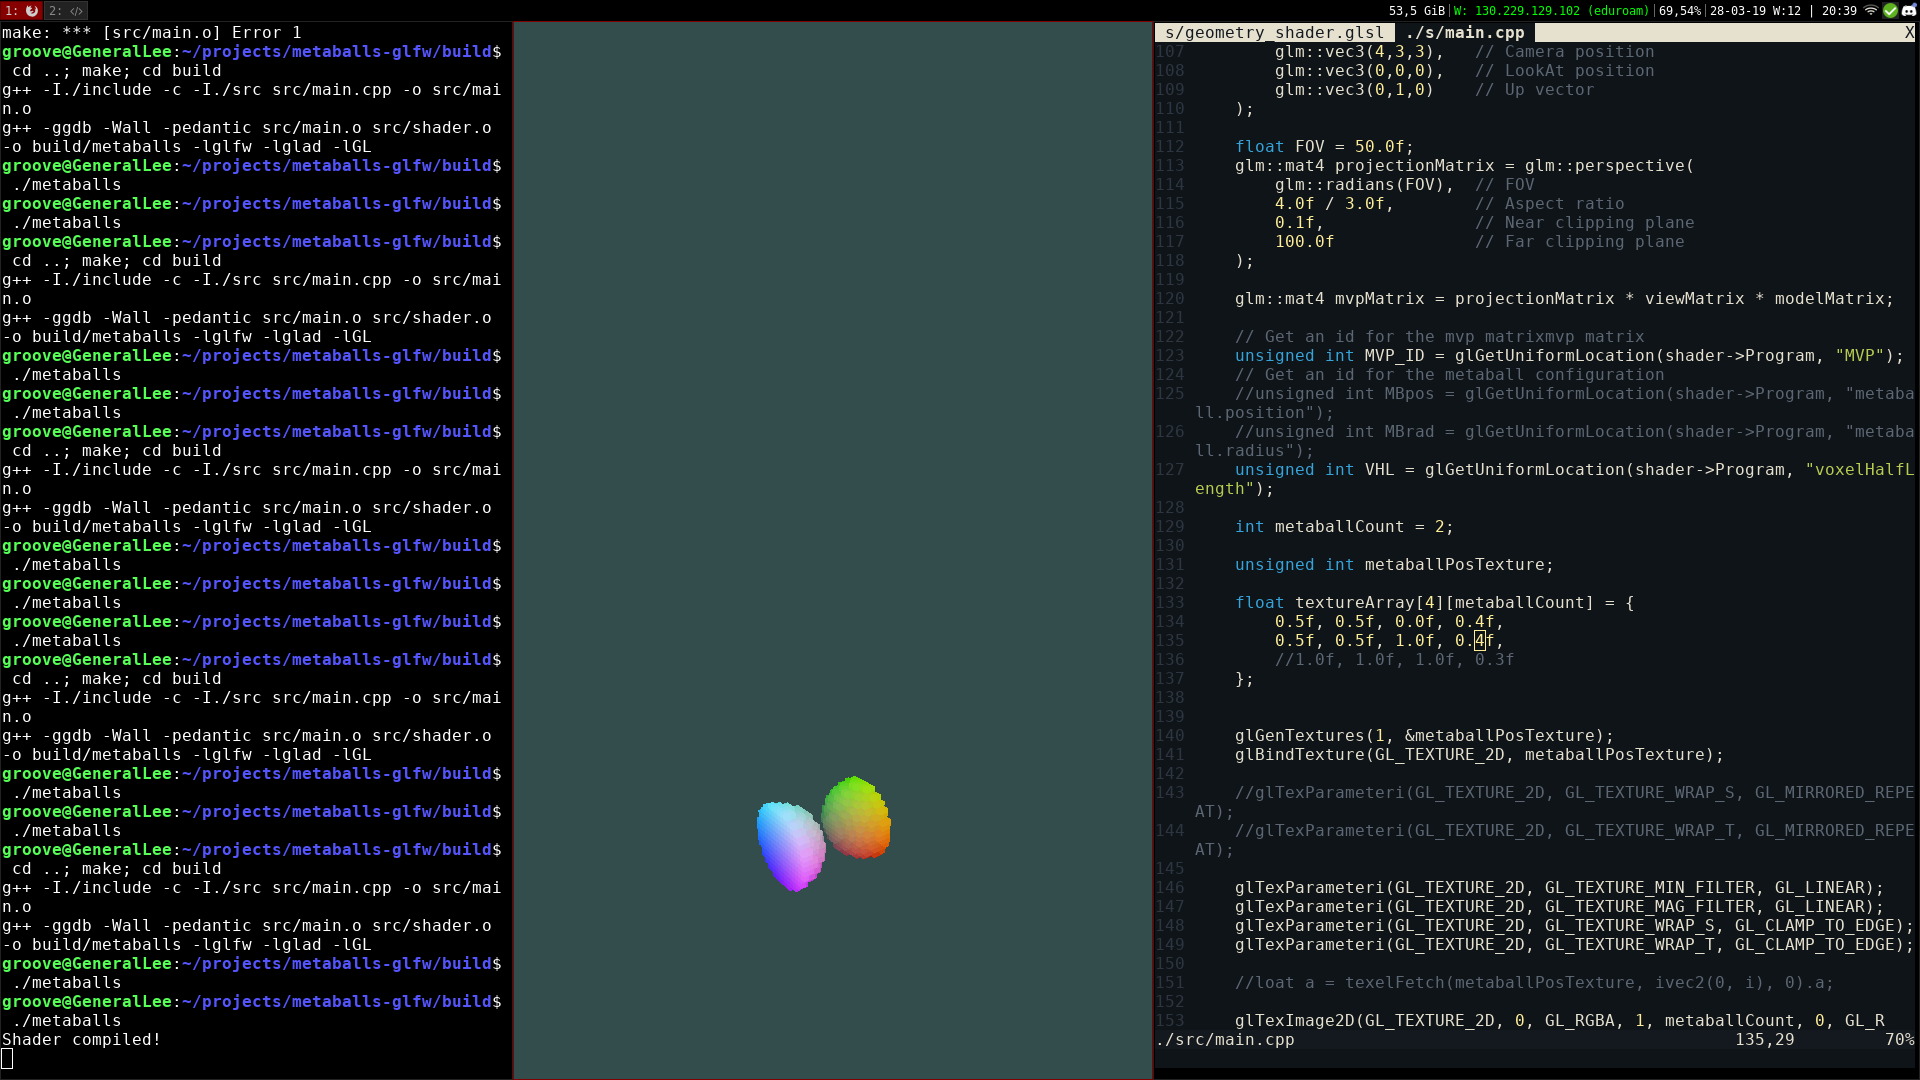 1:
2: </>
53,5 GiB|W: 130.229.129.102 (eduroam)|69,54%|28-03-19 W:12 | 20:39
make: *** [src/main.o] Error 1
groove@GeneralLee:~/projects/metaballs-glfw/build$
 cd ..; make; cd build
g++ -I./include -c -I./src src/main.cpp -o src/mai
n.o
g++ -ggdb -Wall -pedantic src/main.o src/shader.o
-o build/metaballs -lglfw -lglad -lGL
groove@GeneralLee:~/projects/metaballs-glfw/build$
 ./metaballs
groove@GeneralLee:~/projects/metaballs-glfw/build$
 ./metaballs
groove@GeneralLee:~/projects/metaballs-glfw/build$
 cd ..; make; cd build
g++ -I./include -c -I./src src/main.cpp -o src/mai
n.o
g++ -ggdb -Wall -pedantic src/main.o src/shader.o
-o build/metaballs -lglfw -lglad -lGL
groove@GeneralLee:~/projects/metaballs-glfw/build$
 ./metaballs
groove@GeneralLee:~/projects/metaballs-glfw/build$
 ./metaballs
groove@GeneralLee:~/projects/metaballs-glfw/build$
 cd ..; make; cd build
g++ -I./include -c -I./src src/main.cpp -o src/mai
n.o
g++ -ggdb -Wall -pedantic src/main.o src/shader.o
-o build/metaballs -lglfw -lglad -lGL
groove@GeneralLee:~/projects/metaballs-glfw/build$
 ./metaballs
groove@GeneralLee:~/projects/metaballs-glfw/build$
 ./metaballs
groove@GeneralLee:~/projects/metaballs-glfw/build$
 ./metaballs
groove@GeneralLee:~/projects/metaballs-glfw/build$
 cd ..; make; cd build
g++ -I./include -c -I./src src/main.cpp -o src/mai
n.o
g++ -ggdb -Wall -pedantic src/main.o src/shader.o
-o build/metaballs -lglfw -lglad -lGL
groove@GeneralLee:~/projects/metaballs-glfw/build$
 ./metaballs
groove@GeneralLee:~/projects/metaballs-glfw/build$
 ./metaballs
groove@GeneralLee:~/projects/metaballs-glfw/build$
 cd ..; make; cd build
g++ -I./include -c -I./src src/main.cpp -o src/mai
n.o
g++ -ggdb -Wall -pedantic src/main.o src/shader.o
-o build/metaballs -lglfw -lglad -lGL
groove@GeneralLee:~/projects/metaballs-glfw/build$
 ./metaballs
groove@GeneralLee:~/projects/metaballs-glfw/build$
 ./metaballs
Shader compiled!
s/geometry_shader.glsl  ./s/main.cpp X
107         glm::vec3(4,3,3),   // Camera position
108         glm::vec3(0,0,0),   // LookAt position
109         glm::vec3(0,1,0)    // Up vector
110     );
111
112     float FOV = 50.0f;
113     glm::mat4 projectionMatrix = glm::perspective(
114         glm::radians(FOV),  // FOV
115         4.0f / 3.0f,        // Aspect ratio
116         0.1f,               // Near clipping plane
117         100.0f              // Far clipping plane
118     );
119
120     glm::mat4 mvpMatrix = projectionMatrix * viewMatrix * modelMatrix;
121
122     // Get an id for the mvp matrixmvp matrix
123     unsigned int MVP_ID = glGetUniformLocation(shader->Program, "MVP");
124     // Get an id for the metaball configuration
125     //unsigned int MBpos = glGetUniformLocation(shader->Program, "metaba
ll.position");
126     //unsigned int MBrad = glGetUniformLocation(shader->Program, "metaba
ll.radius");
127     unsigned int VHL = glGetUniformLocation(shader->Program, "voxelHalfL
ength");
128
129     int metaballCount = 2;
130
131     unsigned int metaballPosTexture;
132
133     float textureArray[4][metaballCount] = {
134         0.5f, 0.5f, 0.0f, 0.4f,
135         0.5f, 0.5f, 1.0f, 0.4f,
136         //1.0f, 1.0f, 1.0f, 0.3f
137     };
138
139
140     glGenTextures(1, &metaballPosTexture);
141     glBindTexture(GL_TEXTURE_2D, metaballPosTexture);
142
143     //glTexParameteri(GL_TEXTURE_2D, GL_TEXTURE_WRAP_S, GL_MIRRORED_REPE
AT);
144     //glTexParameteri(GL_TEXTURE_2D, GL_TEXTURE_WRAP_T, GL_MIRRORED_REPE
AT);
145
146     glTexParameteri(GL_TEXTURE_2D, GL_TEXTURE_MIN_FILTER, GL_LINEAR);
147     glTexParameteri(GL_TEXTURE_2D, GL_TEXTURE_MAG_FILTER, GL_LINEAR);
148     glTexParameteri(GL_TEXTURE_2D, GL_TEXTURE_WRAP_S, GL_CLAMP_TO_EDGE);
149     glTexParameteri(GL_TEXTURE_2D, GL_TEXTURE_WRAP_T, GL_CLAMP_TO_EDGE);
150
151     //loat a = texelFetch(metaballPosTexture, ivec2(0, i), 0).a;
152
153     glTexImage2D(GL_TEXTURE_2D, 0, GL_RGBA, 1, metaballCount, 0, GL_R
./src/main.cpp 135,29 70%